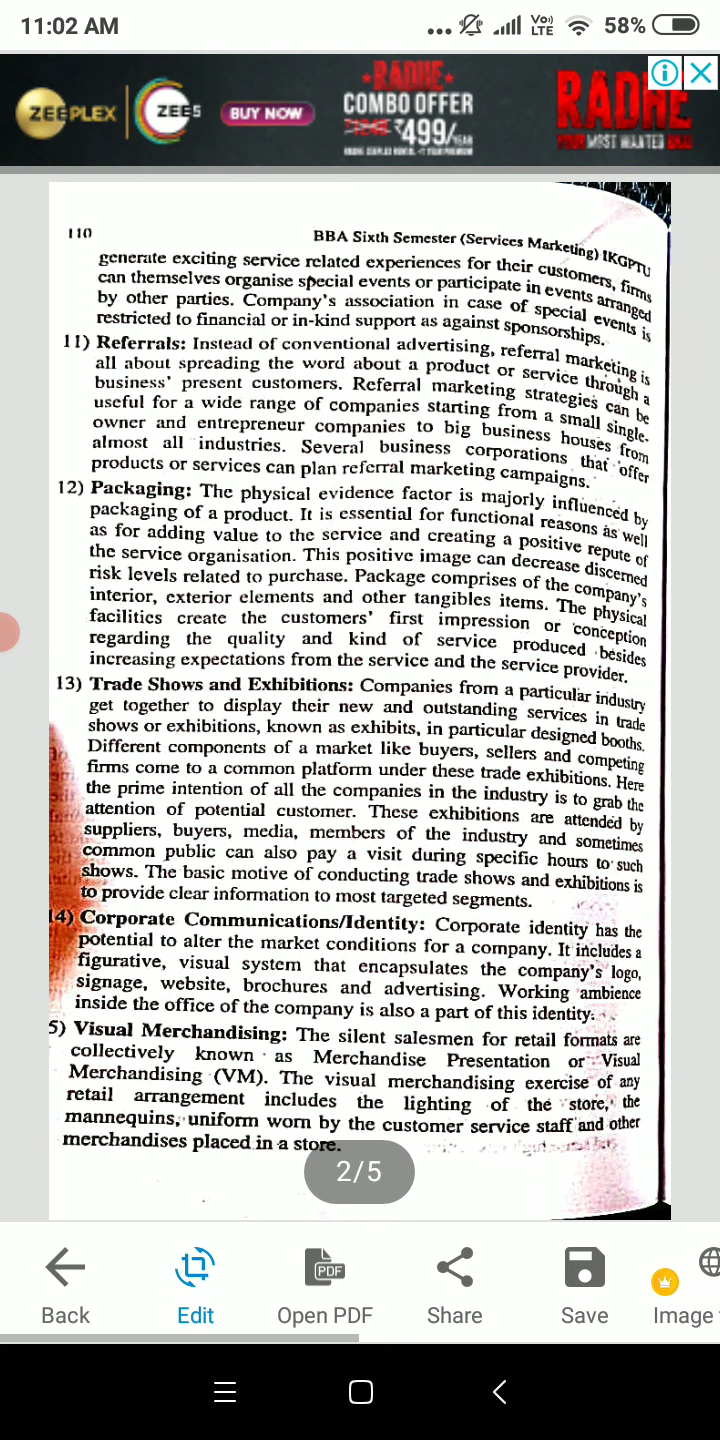 11:02 AM
... VoLTE 58%
ZEEPLEX ZEE5 BUY NOW
RADHE
COMBO OFFER
₹499/YEAR
RADHE
YOUR MOST WANTED BHAI
110
BBA Sixth Semester (Services Marketing) IKGPTU
generate exciting service related experiences for their customers, firms
can themselves organise special events or participate in events arranged
by other parties. Company's association in case of special events is
restricted to financial or in-kind support as against sponsorships.
11) Referrals: Instead of conventional advertising, referral marketing is
all about spreading the word about a product or service through a
business' present customers. Referral marketing strategies can be
useful for a wide range of companies starting from a small single-
owner and entrepreneur companies to big business houses from
almost all industries. Several business corporations that offer
products or services can plan referral marketing campaigns.
12) Packaging: The physical evidence factor is majorly influenced by
packaging of a product. It is essential for functional reasons as well
as for adding value to the service and creating a positive repute of
the service organisation. This positive image can decrease discerned
risk levels related to purchase. Package comprises of the company's
interior, exterior elements and other tangibles items. The physical
facilities create the customers' first impression or conception
regarding the quality and kind of service produced besides
increasing expectations from the service and the service provider.
13) Trade Shows and Exhibitions: Companies from a particular industry
get together to display their new and outstanding services in trade
shows or exhibitions, known as exhibits, in particular designed booths.
Different components of a market like buyers, sellers and competing
firms come to a common platform under these trade exhibitions. Here
the prime intention of all the companies in the industry is to grab the
attention of potential customer. These exhibitions are attended by
suppliers, buyers, media, members of the industry and sometimes
common public can also pay a visit during specific hours to such
shows. The basic motive of conducting trade shows and exhibitions is
to provide clear information to most targeted segments.
14) Corporate Communications/Identity: Corporate identity has the
potential to alter the market conditions for a company. It includes a
figurative, visual system that encapsulates the company's logo,
signage, website, brochures and advertising. Working ambience
inside the office of the company is also a part of this identity.
5) Visual Merchandising: The silent salesmen for retail formats are
collectively known as Merchandise Presentation or Visual
Merchandising (VM). The visual merchandising exercise of any
retail arrangement includes the lighting of the store, the
mannequins, uniform worn by the customer service staff and other
merchandises placed in a store.
2/5
PDF
Back Edit Open PDF Share Save Image